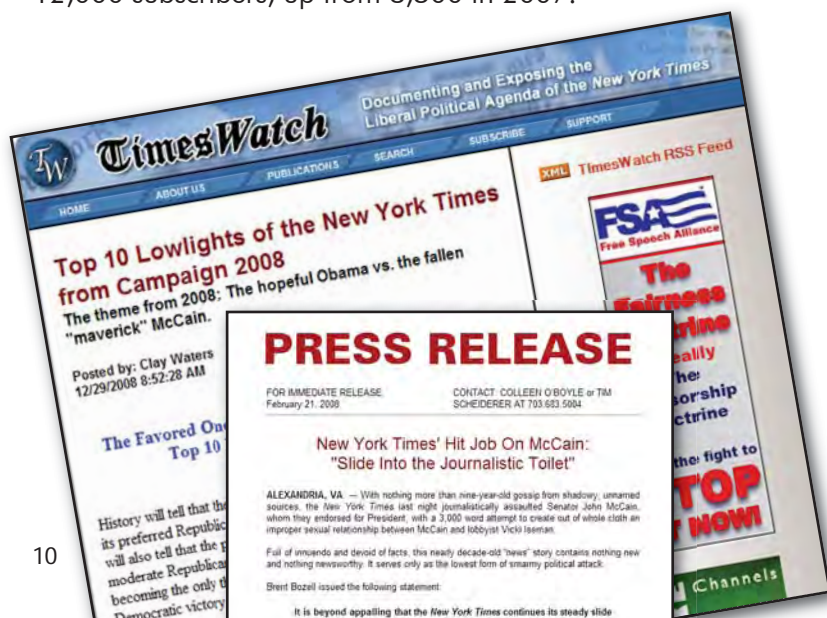 12,000 subscribers, up from 8,800 in 2007.
TW TimesWatch
Documenting and Exposing the
Liberal Political Agenda of the New York Times
HOME ABOUT US PUBLICATIONS SEARCH SUBSCRIBE SUPPORT
Top 10 Lowlights of the New York Times
from Campaign 2008
The theme from 2008: The hopeful Obama vs. the fallen
"maverick" McCain.
Posted by: Clay Waters
12/29/2008 8:52:28 AM
The Favored On
Top 10
History will tell that the
its preferred Republic
will also tell that the p
moderate Republica
becoming the only th
Democratic victory
XML TimesWatch RSS Feed
FSA
Free Speech Alliance
The
Fairness
trine
eally
he
orship
ctrine
the fight to
TOP
NOW!
Channels
PRESS RELEASE
FOR IMMEDIATE RELEASE
February 21, 2008
CONTACT: COLLEEN O'BOYLE or TIM
SCHEIDERER AT 703.683.5004
New York Times' Hit Job On McCain:
"Slide Into the Journalistic Toilet"
ALEXANDRIA, VA — With nothing more than nine-year-old gossip from shadowy, unnamed
sources, the New York Times last night journalistically assaulted Senator John McCain,
whom they endorsed for President, with a 3,000 word attempt to create out of whole cloth an
improper sexual relationship between McCain and lobbyist Vicki Iseman.
Full of innuendo and devoid of facts, this nearly decade-old "news" story contains nothing new
and nothing newsworthy. It serves only as the lowest form of smarmy political attack.
Brent Bozell issued the following statement:
It is beyond appalling that the New York Times continues its steady slide
10